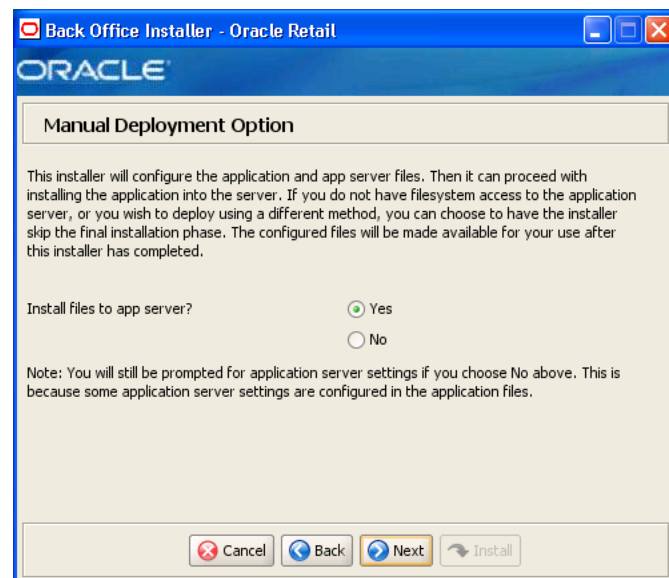 Back Office Installer - Oracle Retail
ORACLE
Manual Deployment Option
This installer will configure the application and app server files. Then it can proceed with
installing the application into the server. If you do not have filesystem access to the application
server, or you wish to deploy using a different method, you can choose to have the installer
skip the final installation phase. The configured files will be made available for your use after
this installer has completed.
Install files to app server?
Yes
No
Note: You will still be prompted for application server settings if you choose No above. This is
because some application server settings are configured in the application files.
Cancel Back Next Install